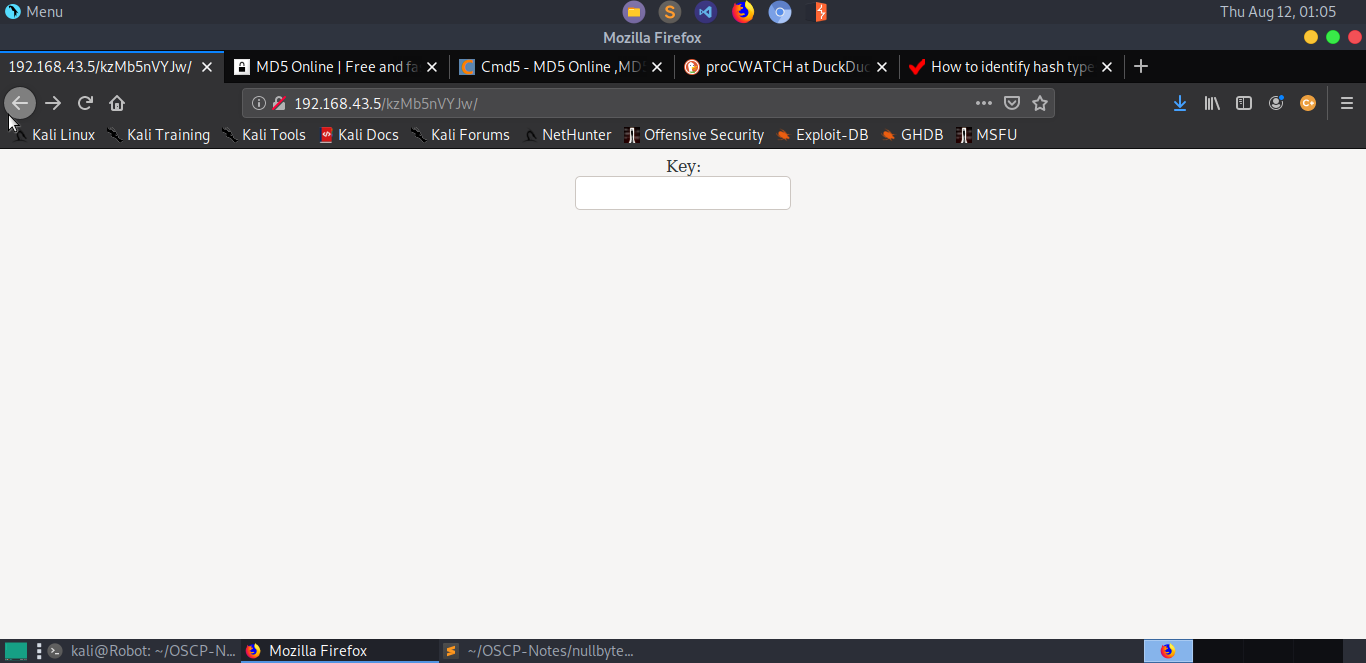 Menu
Thu Aug 12, 01:05
Mozilla Firefox
192.168.43.5/kzMb5nVYJw/ MD5 Online | Free and fa Cmd5 - MD5 Online ,MD5 proCWATCH at DuckDuc How to identify hash type
192.168.43.5/kzMb5nVYJw/
Kali Linux Kali Training Kali Tools Kali Docs Kali Forums NetHunter Offensive Security Exploit-DB GHDB MSFU
Key:
kali@Robot: ~/OSCP-N... Mozilla Firefox ~/OSCP-Notes/nullbyte...